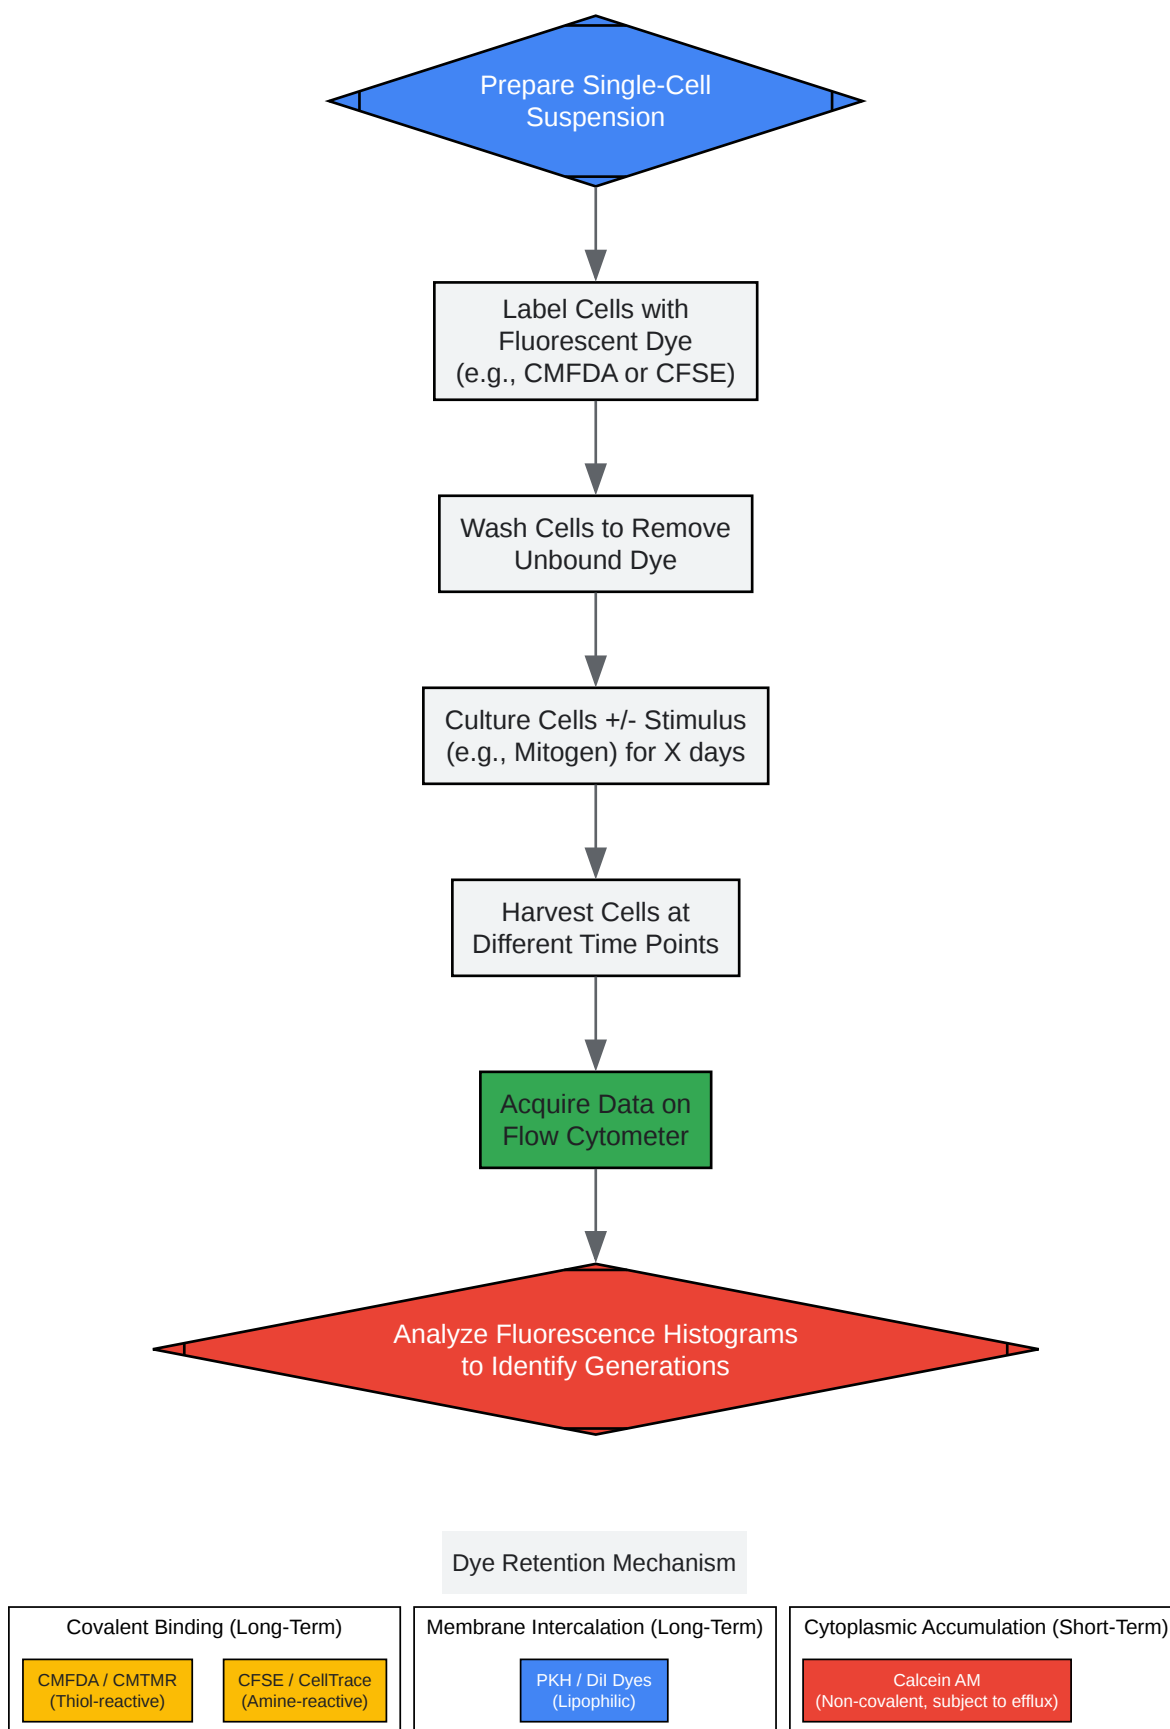 Prepare Single-Cell
Suspension
Label Cells with
Fluorescent Dye
(e.g., CMFDA or CFSE)
Wash Cells to Remove
Unbound Dye
Culture Cells +/- Stimulus
(e.g., Mitogen) for X days
Harvest Cells at
Different Time Points
Acquire Data on
Flow Cytometer
Analyze Fluorescence Histograms
to Identify Generations
Dye Retention Mechanism
Covalent Binding (Long-Term)
CMFDA / CMTMR
(Thiol-reactive)
CFSE / CellTrace
(Amine-reactive)
Membrane Intercalation (Long-Term)
PKH / DiI Dyes
(Lipophilic)
Cytoplasmic Accumulation (Short-Term)
Calcein AM
(Non-covalent, subject to efflux)